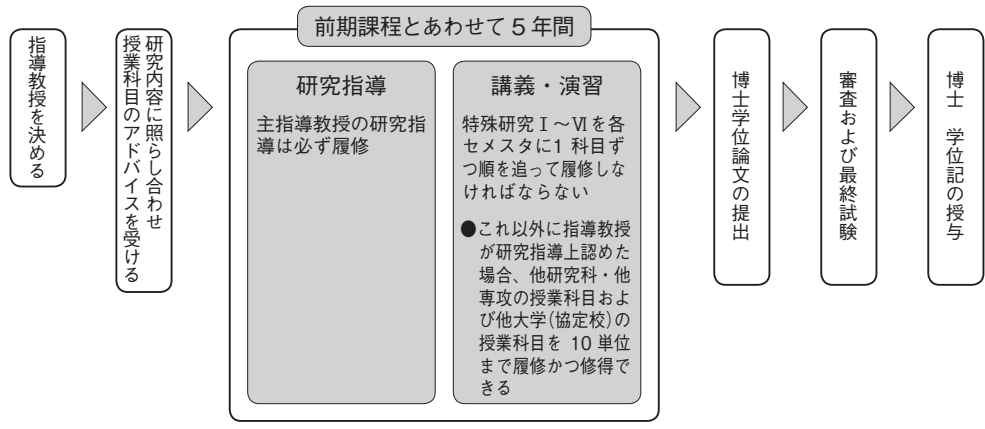 指導教授を決める
研究内容に照らし合わせ
授業科目のアドバイスを受ける
前期課程とあわせて5年間
研究指導
主指導教授の研究指
導は必ず履修
講義・演習
特殊研究Ⅰ～Ⅵを各
セメスタに1 科目ず
つ順を追って履修しな
ければならない
●これ以外に指導教授
が研究指導上認めた
場合、他研究科・他
専攻の授業科目およ
び他大学(協定校)の
授業科目を 10 単位
まで履修かつ修得で
きる
博士学位論文の提出
審査および最終試験
博士　学位記の授与